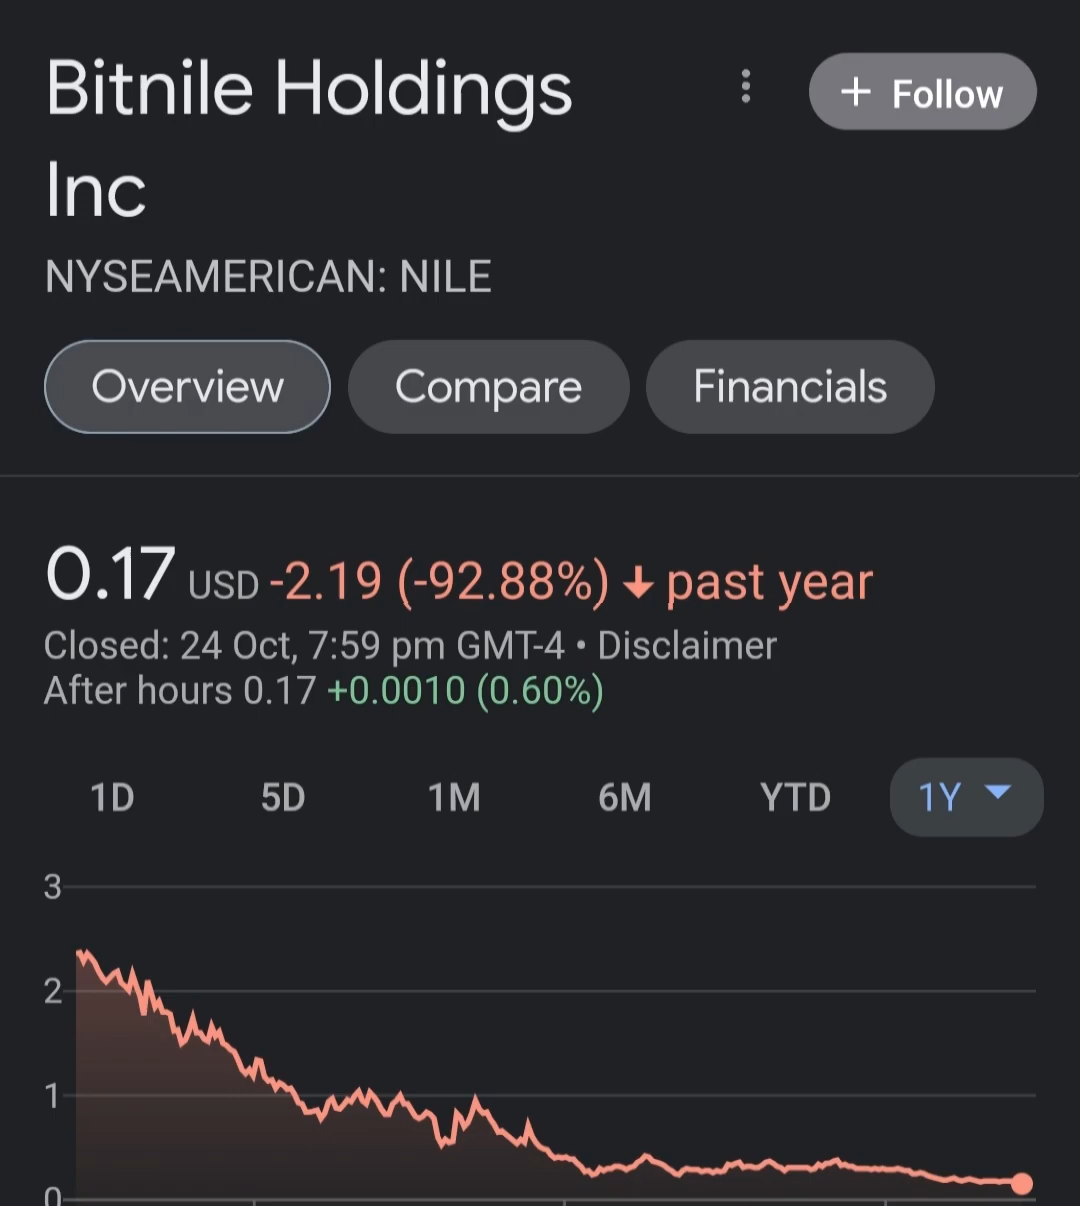 Bitnile Holdings
Inc
+ Follow
NYSEAMERICAN: NILE
Overview Compare Financials
0.17 USD -2.19 (-92.88%) ↓ past year
Closed: 24 Oct, 7:59 pm GMT-4 • Disclaimer
After hours 0.17 +0.0010 (0.60%)
1D 5D 1M 6M YTD 1Y
3
2
1
0